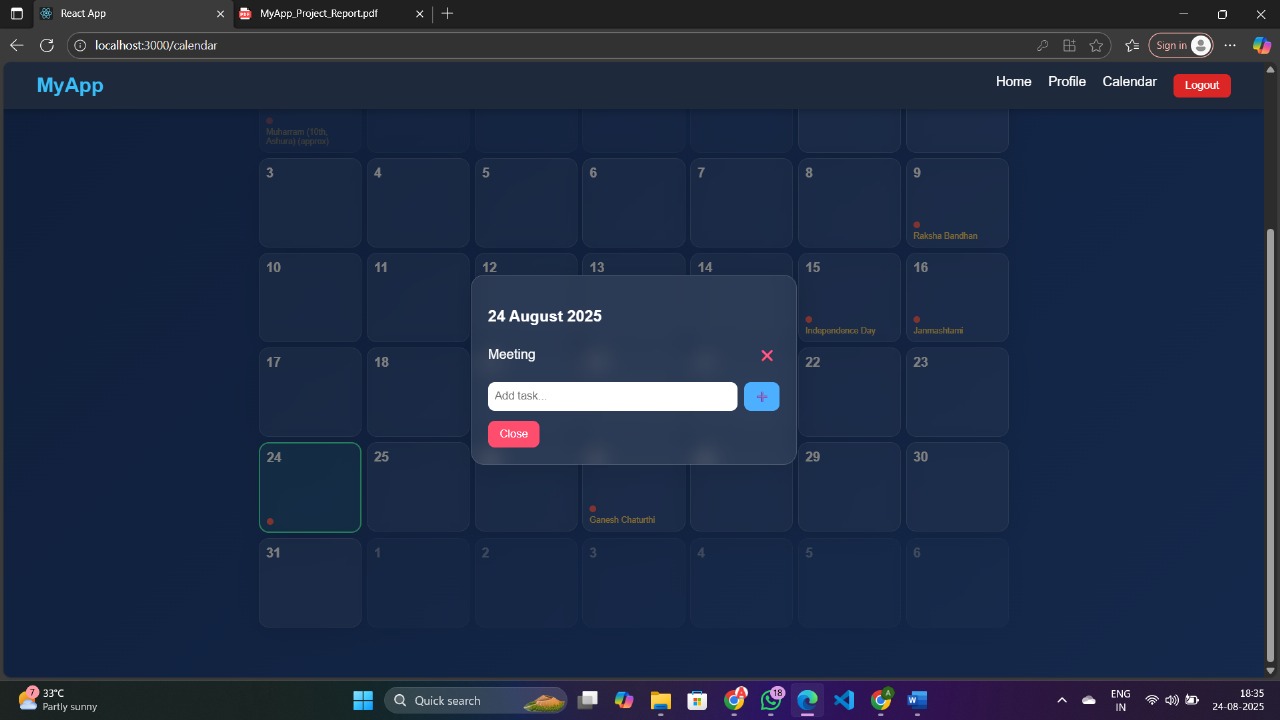 React App
MyApp_Project_Report.pdf
localhost:3000/calendar
Sign in
MyApp
Home Profile Calendar Logout
Muharram (10th,
Ashura) (approx)
3 4 5 6 7 8 9
Raksha Bandhan
10 11 12 13 14 15 16
Independence Day
Janmashtami
24 August 2025
Meeting
Add task...
Close
17 18 22 23
24 25 29 30
Ganesh Chaturthi
31 1 2 3 4 5 6
7
33°C
Partly sunny
Quick search
18
A
ENG
IN
18:35
24-08-2025